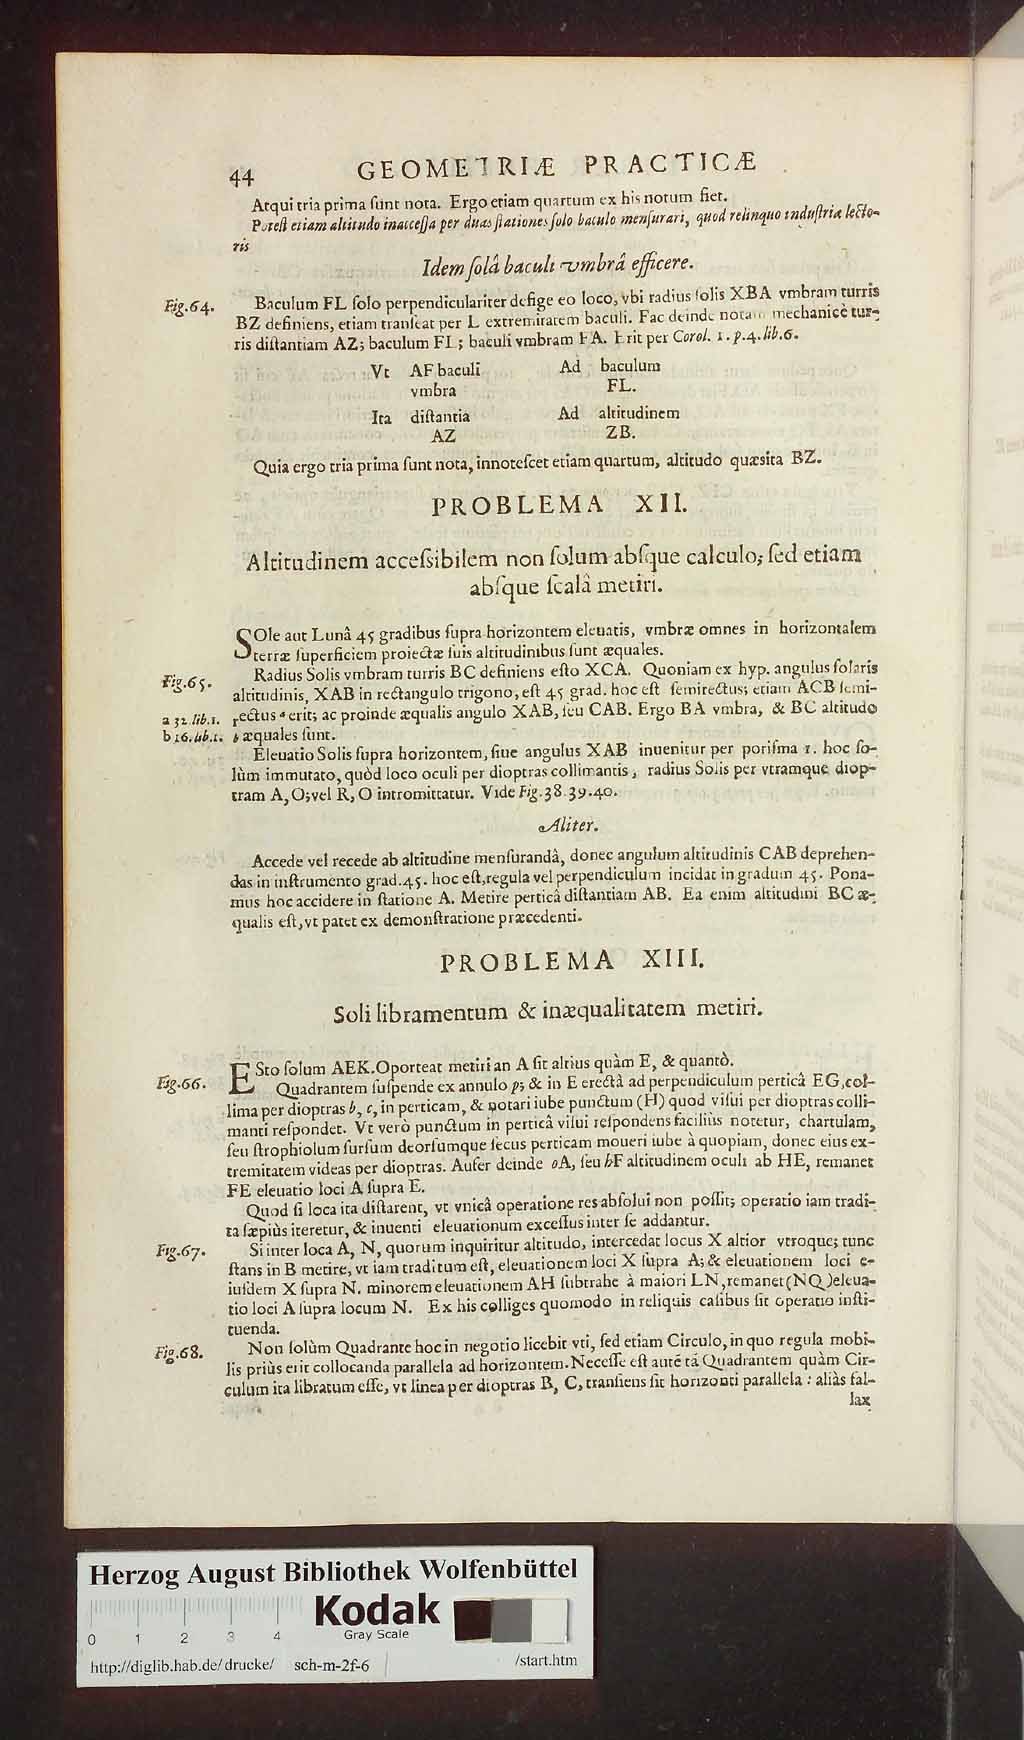 44 GEOMETRIÆ PRACTICÆ
Atqui tria prima ſunt nota. Ergo etiam quartum ex his notum fiet.
Poteſt etiam altitudo inacceſſa per duas ſtationes ſolo baculo menſurari, quod relinquo induſtriæ lecto-
ris
Idem ſolâ baculi vmbrâ efficere.
Fig.64. Baculum FL ſolo perpendiculariter defige eo loco, vbi radius ſolis XBA vmbram turris
BZ definiens, etiam tranſeat per L extremitatem baculi. Fac deinde notam mechanicè tur-
ris diſtantiam AZ; baculum FL; baculi vmbram FA. Erit per Corol. 1. p.4. lib.6.
Vt AF baculi Ad baculum
vmbra FL.
Ita diſtantia Ad altitudinem
AZ ZB.
Quia ergo tria prima ſunt nota, innoteſcet etiam quartum, altitudo quæsita BZ.
PROBLEMA XII.
Altitudinem acceſsibilem non ſolum abſque calculo; ſed etiam
abſque ſcalâ metiri.
SOle aut Lunâ 45 gradibus ſupra horizontem eleuatis, vmbræ omnes in horizontalem
terræ ſuperficiem proiectæ ſuis altitudinibus ſunt æquales.
Fig.65. Radius Solis vmbram turris BC definiens eſto XCA. Quoniam ex hyp. angulus ſolaris
altitudinis, XAB in rectangulo trigono, eſt 45 grad. hoc eſt ſemirectus; etiam ACB ſemi-
a 32. lib.1. rectus a erit; ac proinde æqualis angulo XAB, ſeu CAB. Ergo BA vmbra, & BC altitudo
b 16. lib.1. b æquales ſunt.
Eleuatio Solis ſupra horizontem, ſiue angulus XAB inuenitur per poriſma 1. hoc ſo-
lùm immutato, quòd loco oculi per dioptras collimantis, radius Solis per vtramque diop-
tram A, O; vel R, O intromittatur. Vide Fig. 38. 39. 40.
Aliter.
Accede vel recede ab altitudine menſurandâ, donec angulum altitudinis CAB deprehen-
das in inſtrumento grad. 45. hoc eſt, regula vel perpendiculum incidat in gradum 45. Pona-
mus hoc accidere in ſtatione A. Metire perticâ diſtantiam AB. Ea enim altitudini BC æ-
qualis eſt, vt patet ex demonſtratione præcedenti.
PROBLEMA XIII.
Soli libramentum & inæqualitatem metiri.
ESto ſolum AEK. Oporteat metiri an A ſit altius quàm E, & quantò.
Fig.66. Quadrantem ſuſpende ex annulo p; & in E erectâ ad perpendiculum perticâ EG, col-
lima per dioptras b, c, in perticam, & notari iube punctum (H) quod viſui per dioptras colli-
manti reſpondet. Vt verò punctum in perticâ viſui reſpondens facilius notetur, chartulam,
ſeu ſtrophiolum ſurſum deorſumque ſecus perticam moueri iube à quopiam, donec eius ex-
tremitatem videas per dioptras. Aufer deinde oA, ſeu bF altitudinem oculi ab HE, remanet
FE eleuatio loci A ſupra E.
Quod ſi loca ita diſtarent, vt vnicâ operatione res abſolui non poſſit; operatio iam tradi-
ta ſæpiùs iteretur, & inuenti eleuationum exceſſus inter ſe addantur.
Fig.67. Si inter loca A, N, quorum inquiritur altitudo, intercedat locus X altior vtroque; tunc
ſtans in B metire, vt iam traditum eſt, eleuationem loci X ſupra A; & eleuationem loci e-
iuſdem X ſupra N. minorem eleuationem AH ſubtrahe à maiori LN, remanet (NQ) eleua-
tio loci A ſupra locum N. Ex his colliges quomodo in reliquis caſibus ſit operatio inſti-
tuenda.
Fig.68. Non ſolùm Quadrante hoc in negotio licebit vti, ſed etiam Circulo, in quo regula mobi-
lis priùs erit collocanda parallela ad horizontem. Neceſſe eſt autē tā Quadrantem quàm Cir-
culum ita libratum eſſe, vt linea per dioptras B, C, tranſiens ſit horizonti parallela: aliàs fal-
lax
Herzog August Bibliothek Wolfenbüttel
Kodak
Gray Scale
0 1 2 3 4
http://diglib.hab.de/drucke/ sch-m-2f-6 /start.htm